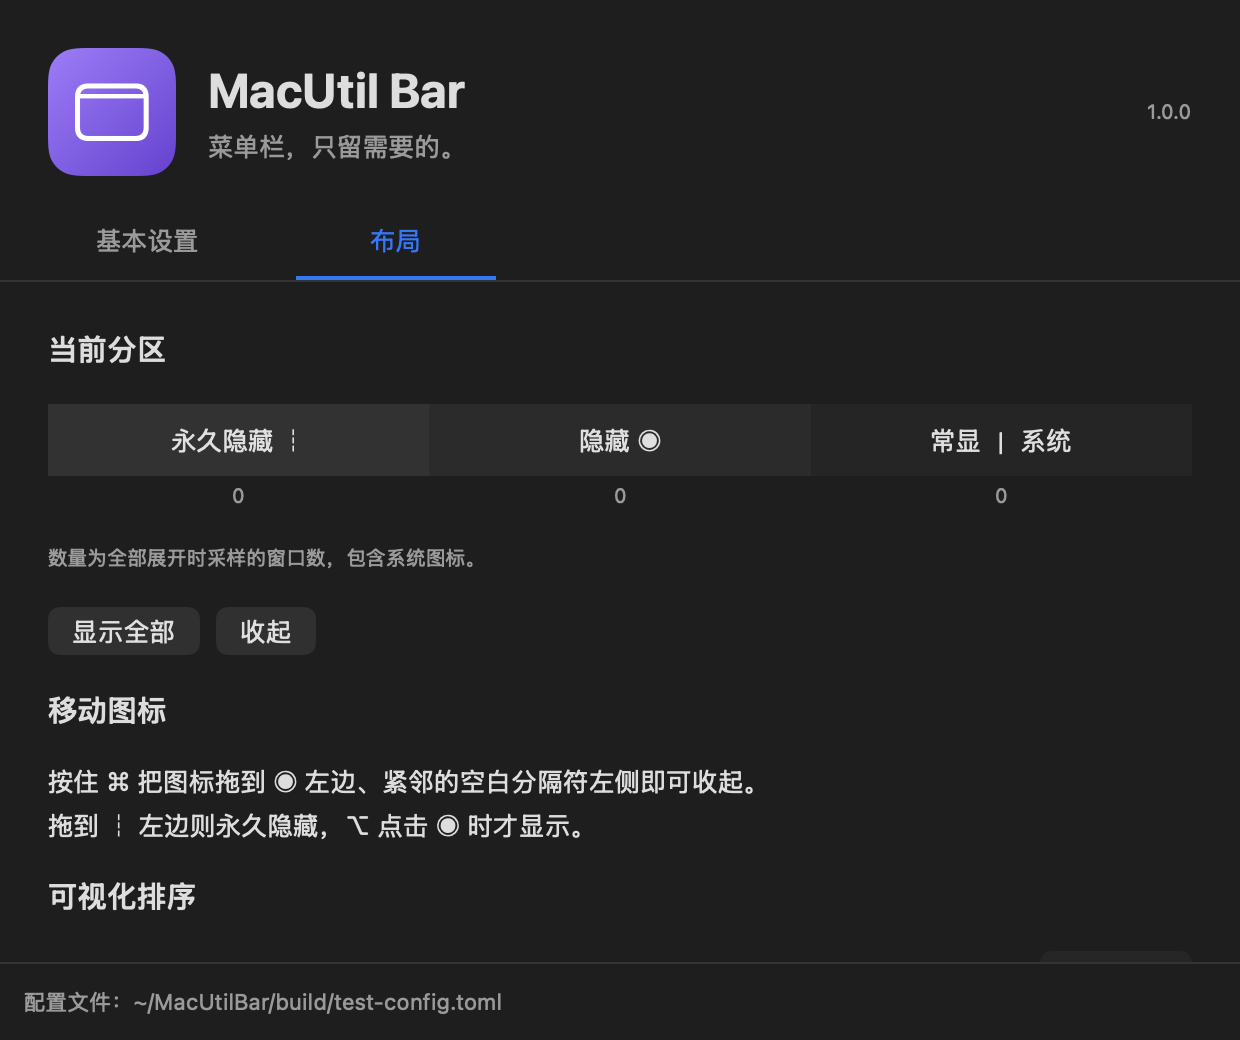 MacUtil Bar
菜单栏，只留需要的。
1.0.0
基本设置
布局
当前分区
永久隐藏 ┆
隐藏 ◉
常显 | 系统
0
0
0
数量为全部展开时采样的窗口数，包含系统图标。
显示全部
收起
移动图标
按住 ⌘ 把图标拖到 ◉ 左边、紧邻的空白分隔符左侧即可收起。
拖到 ┆ 左边则永久隐藏，⌥ 点击 ◉ 时才显示。
可视化排序
配置文件：~/MacUtilBar/build/test-config.toml